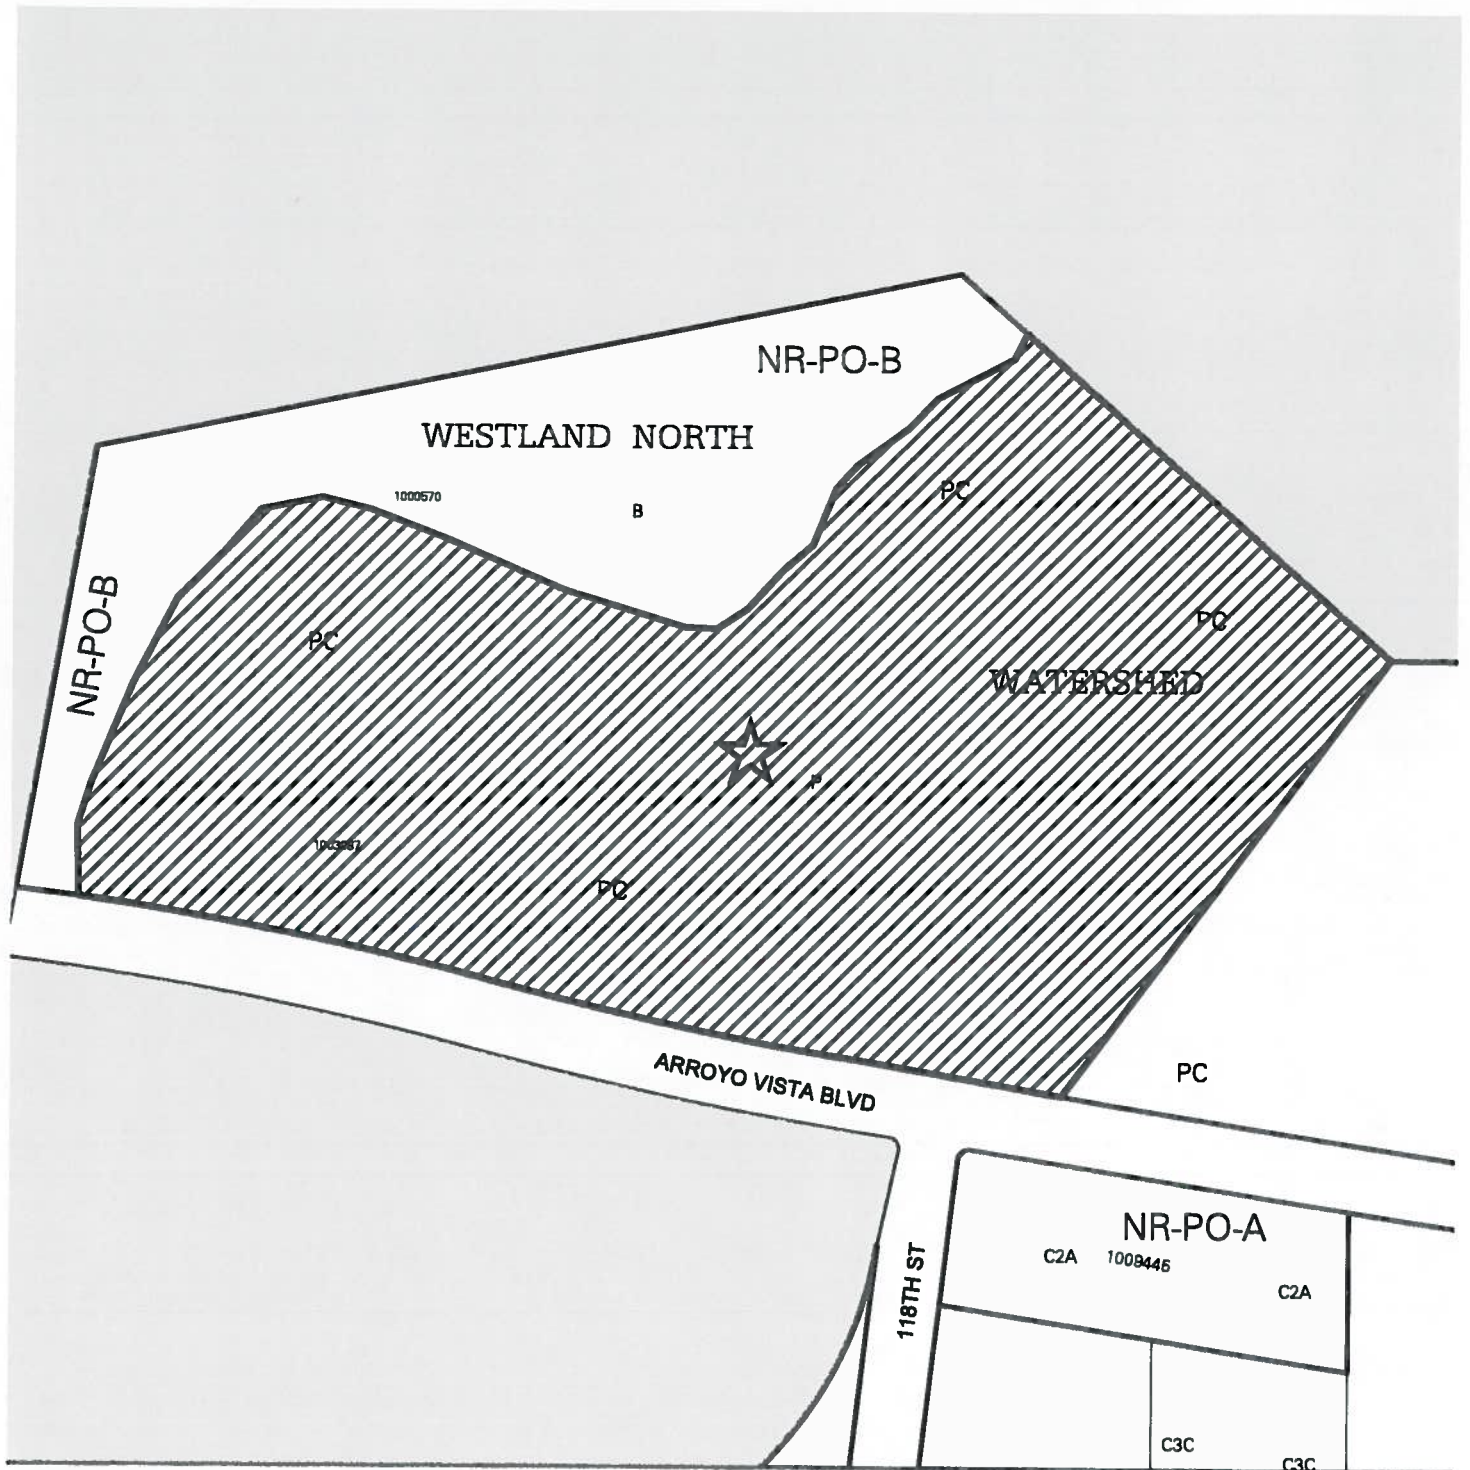 NR-PO-B
WESTLAND NORTH
1000570
B
PC
NR-PO-B
PC
PC
WATERSHED
P
PC
ARROYO VISTA BLVD
PC
118TH ST
NR-PO-A
C2A
C2A
C3C
C3C